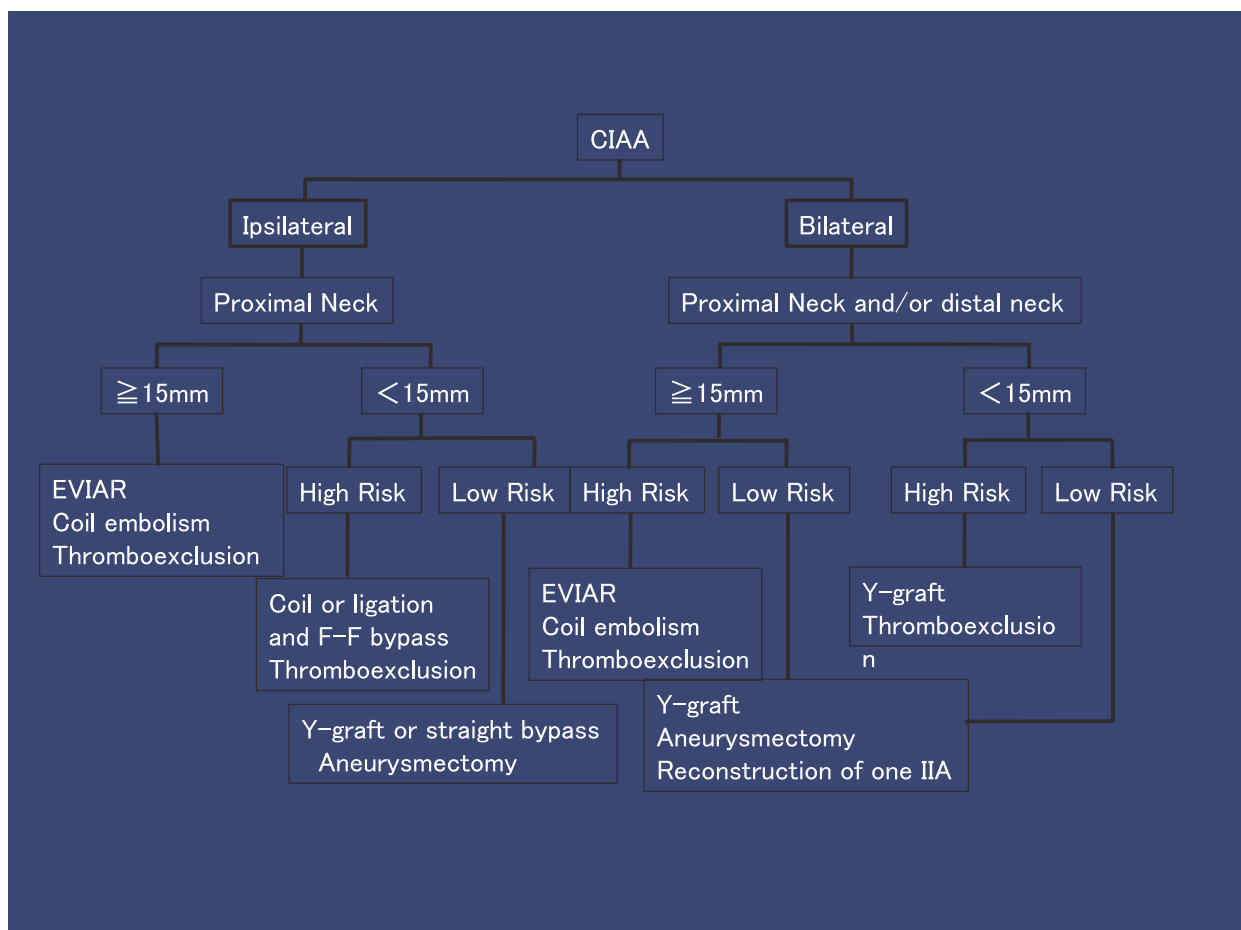 CIAA
Ipsilateral
Bilateral
Proximal Neck
Proximal Neck and/or distal neck
≧15mm
＜15mm
≧15mm
＜15mm
EVIAR
Coil embolism
Thromboexclusion
High Risk
Low Risk
High Risk
Low Risk
High Risk
Low Risk
Coil or ligation
and F-F bypass
Thromboexclusion
EVIAR
Coil embolism
Thromboexclusion
Y-graft
Thromboexclusio
n
Y-graft or straight bypass
Aneurysmectomy
Y-graft
Aneurysmectomy
Reconstruction of one IIA